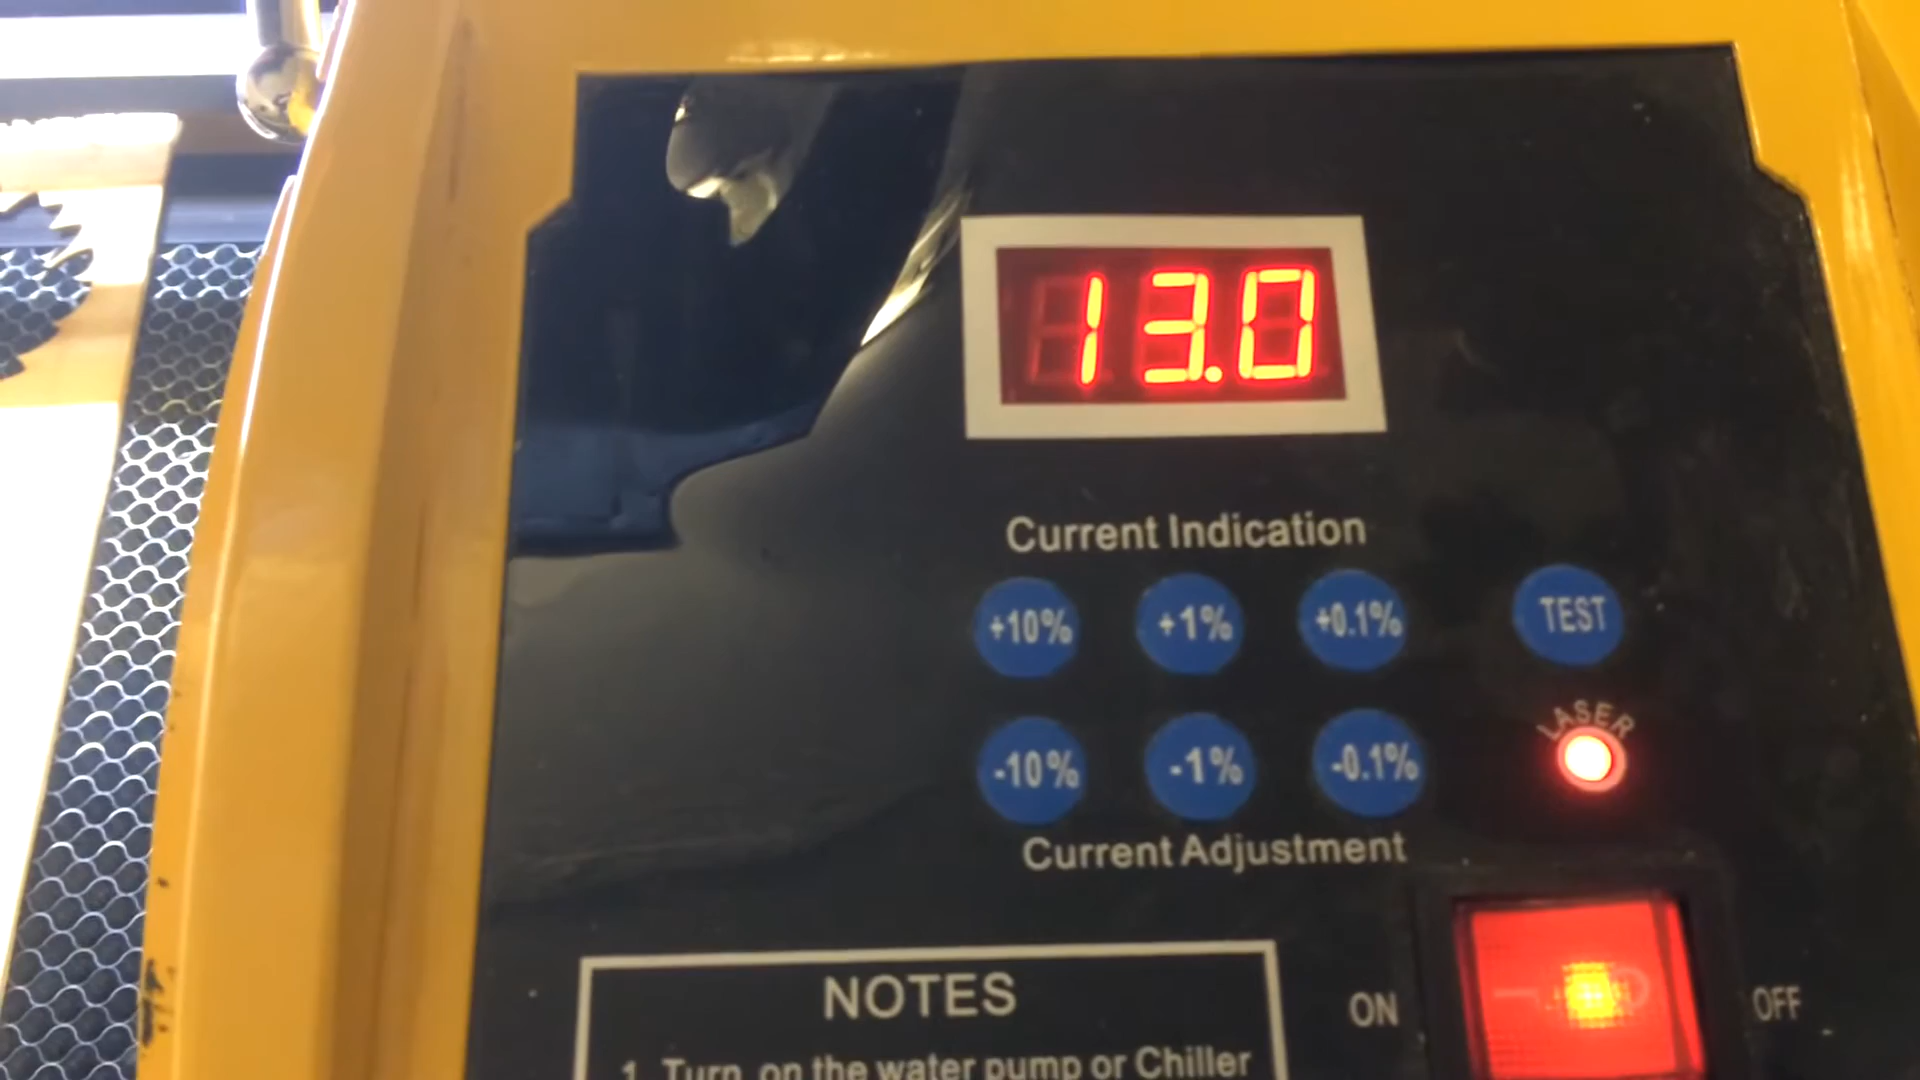 13.0
Current Indication
+10% +1% +0.1% TEST
LASER
-10% -1% -0.1%
Current Adjustment
NOTES
ON OFF
1. Turn on the water pump or Chiller